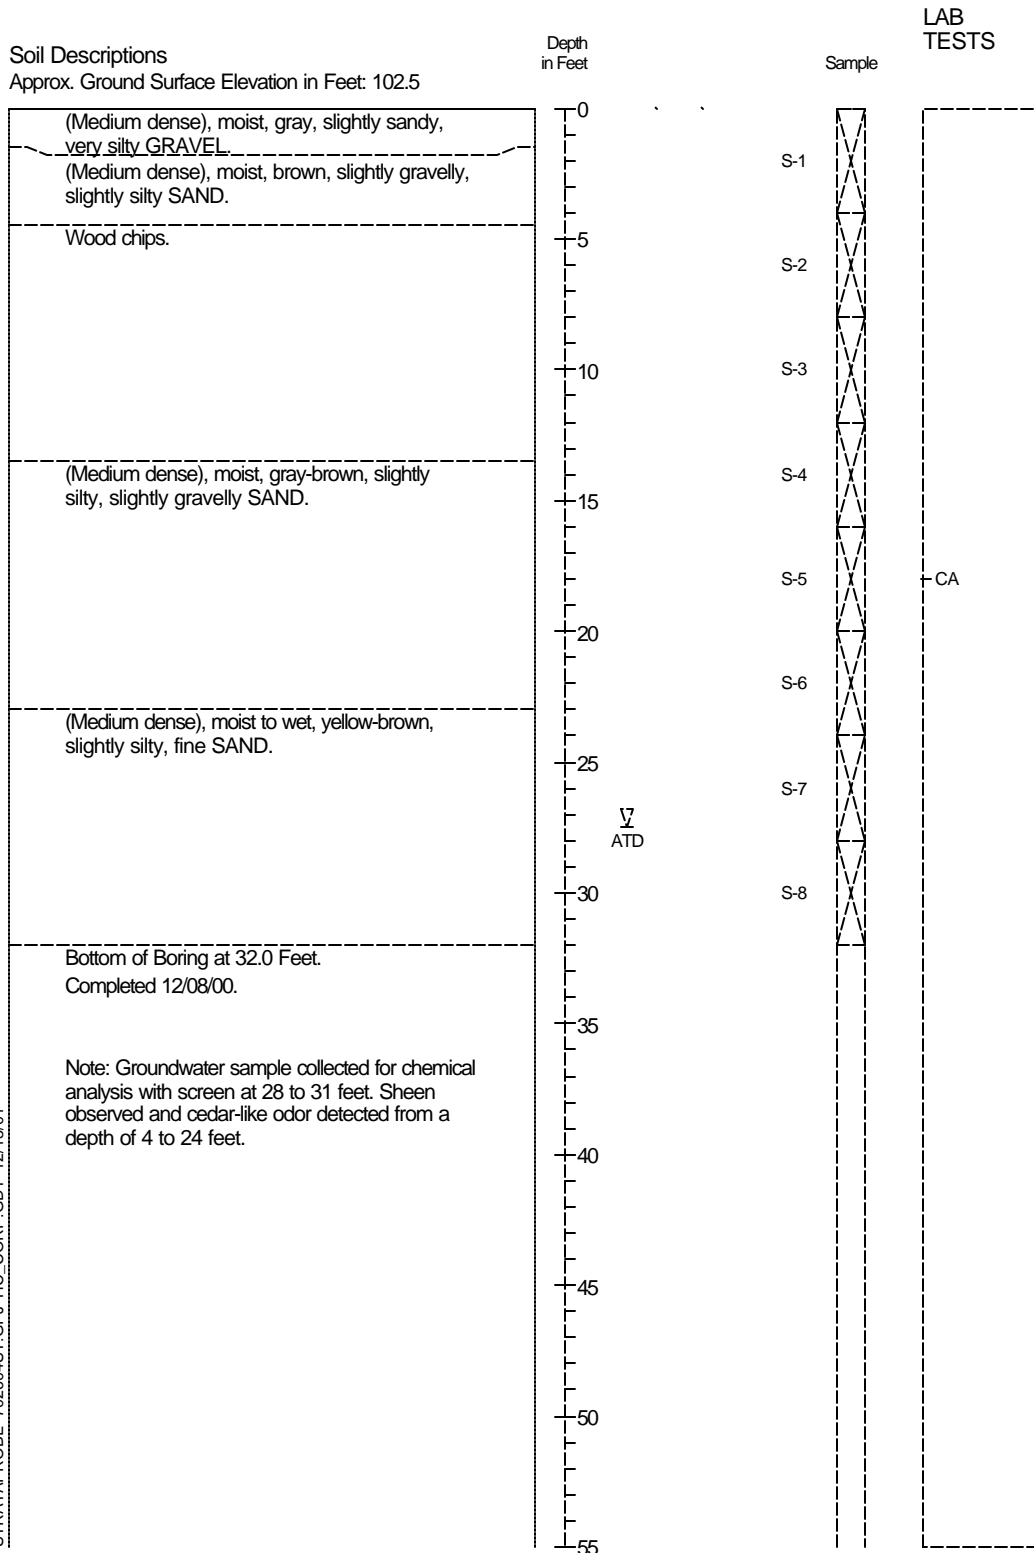 LAB
TESTS
Soil Descriptions
Approx. Ground Surface Elevation in Feet: 102.5
Depth
in Feet
Sample
0
(Medium dense), moist, gray, slightly sandy,
very silty GRAVEL.
(Medium dense), moist, brown, slightly gravelly,
slightly silty SAND.
S-1
Wood chips.
5
S-2
10
S-3
(Medium dense), moist, gray-brown, slightly
silty, slightly gravelly SAND.
S-4
15
S-5
CA
20
S-6
(Medium dense), moist to wet, yellow-brown,
slightly silty, fine SAND.
25
S-7
ATD
30
S-8
Bottom of Boring at 32.0 Feet.
Completed 12/08/00.
35
Note: Groundwater sample collected for chemical
analysis with screen at 28 to 31 feet. Sheen
observed and cedar-like odor detected from a
depth of 4 to 24 feet.
40
45
50
55